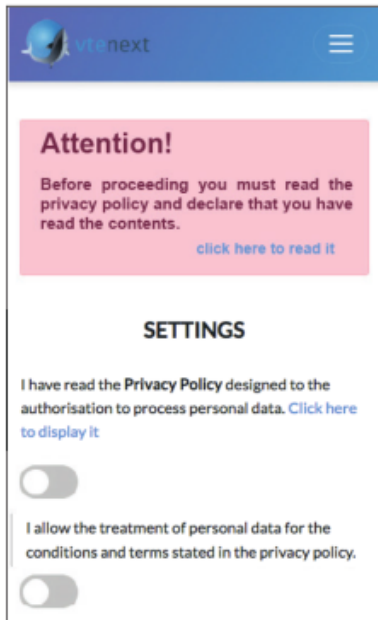 vtenext
Attention!
Before proceeding you must read the
privacy policy and declare that you have
read the contents.
click here to read it
SETTINGS
I have read the Privacy Policy designed to the
authorisation to process personal data. Click here
to display it
I allow the treatment of personal data for the
conditions and terms stated in the privacy policy.